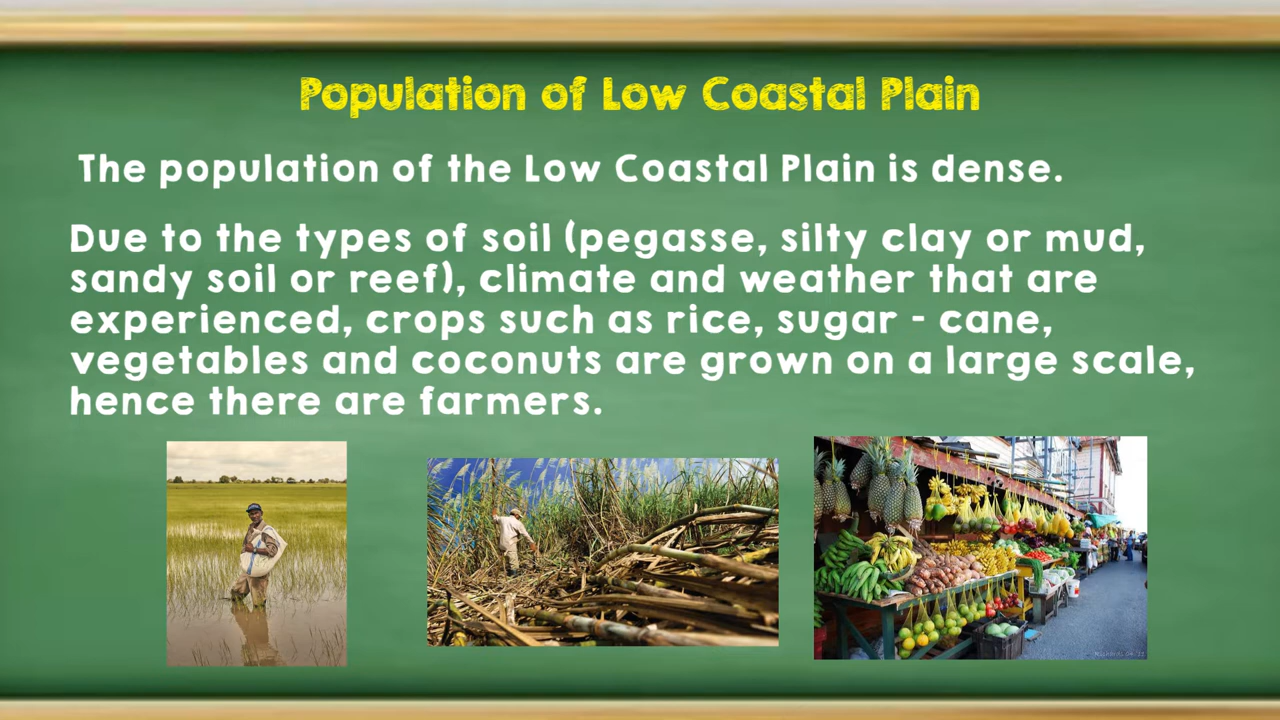 Population of Low Coastal Plain
The population of the Low Coastal Plain is dense.
Due to the types of soil (pegasse, silty clay or mud,
sandy soil or reef), climate and weather that are
experienced, crops such as rice, sugar - cane,
vegetables and coconuts are grown on a large scale,
hence there are farmers.